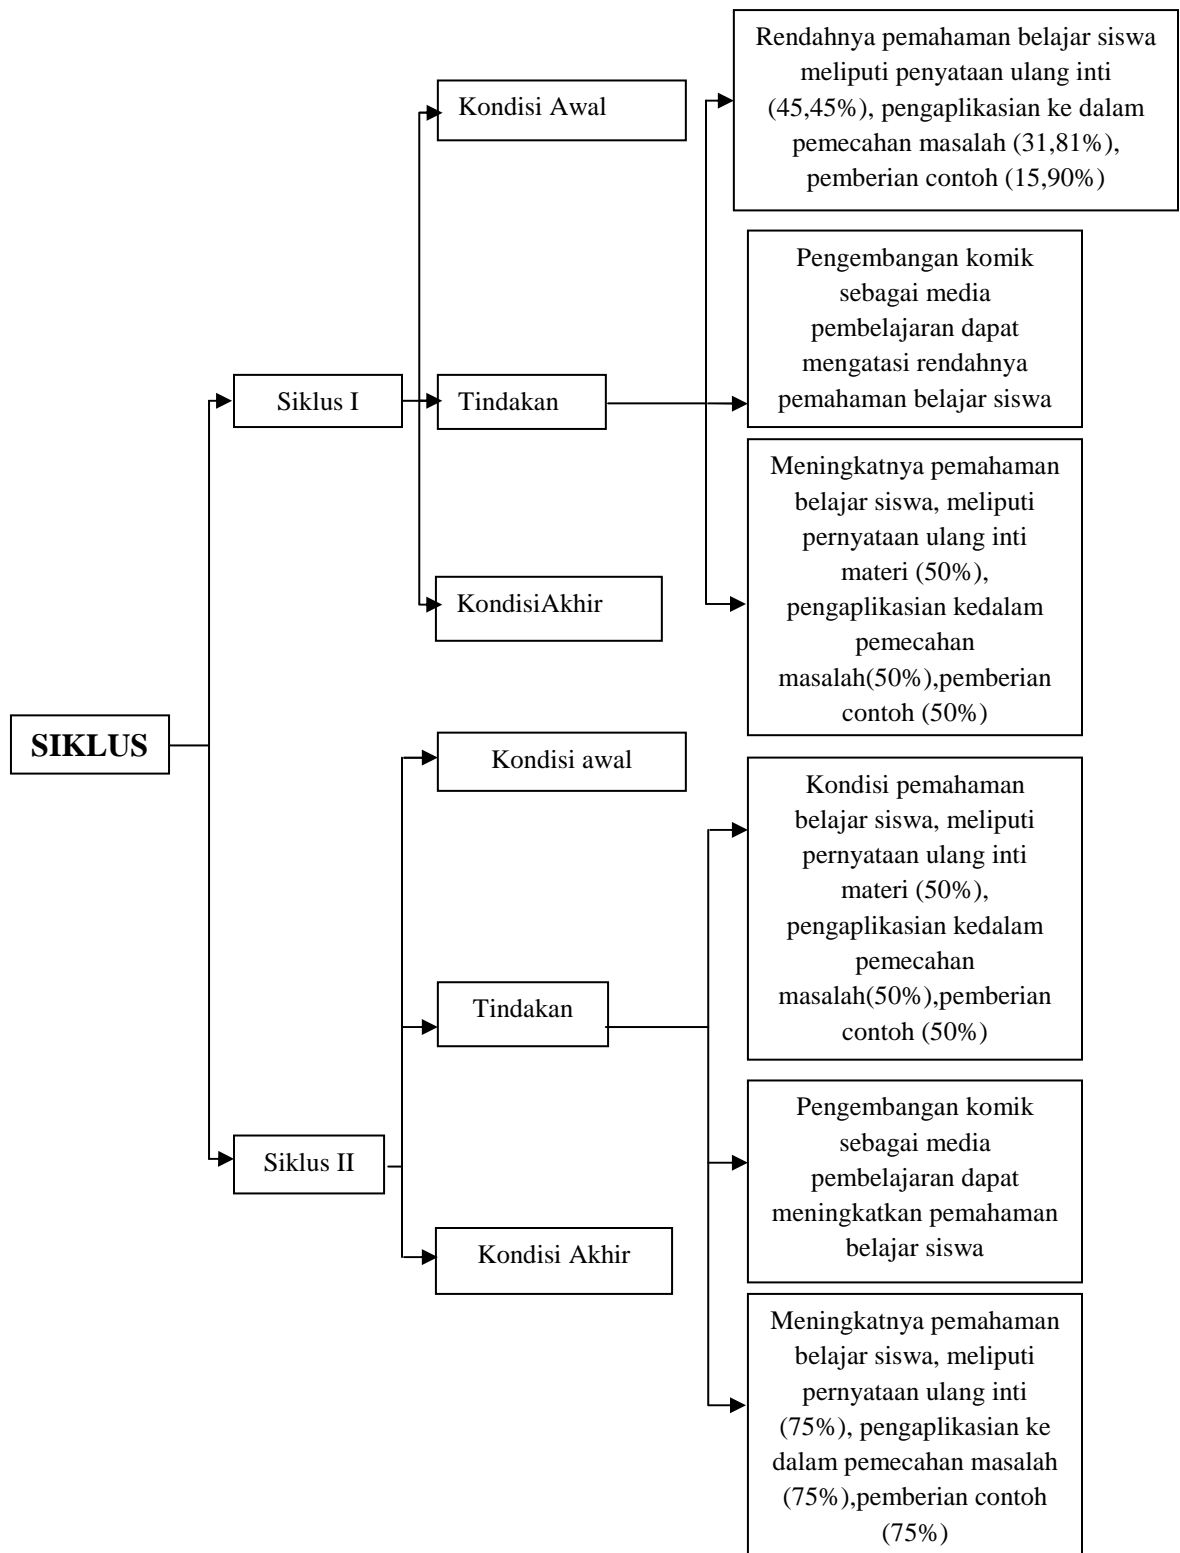 Rendahnya pemahaman belajar siswa
meliputi penyataan ulang inti
(45,45%), pengaplikasian ke dalam
pemecahan masalah (31,81%),
pemberian contoh (15,90%)
Kondisi Awal
Pengembangan komik
sebagai media
pembelajaran dapat
mengatasi rendahnya
pemahaman belajar siswa
Siklus I
Tindakan
Meningkatnya pemahaman
belajar siswa, meliputi
pernyataan ulang inti
materi (50%),
pengaplikasian kedalam
pemecahan
masalah(50%),pemberian
contoh (50%)
KondisiAkhir
SIKLUS
Kondisi awal
Kondisi pemahaman
belajar siswa, meliputi
pernyataan ulang inti
materi (50%),
pengaplikasian kedalam
pemecahan
masalah(50%),pemberian
contoh (50%)
Tindakan
Pengembangan komik
sebagai media
pembelajaran dapat
meningkatkan pemahaman
belajar siswa
Siklus II
Kondisi Akhir
Meningkatnya pemahaman
belajar siswa, meliputi
pernyataan ulang inti
(75%), pengaplikasian ke
dalam pemecahan masalah
(75%),pemberian contoh
(75%)